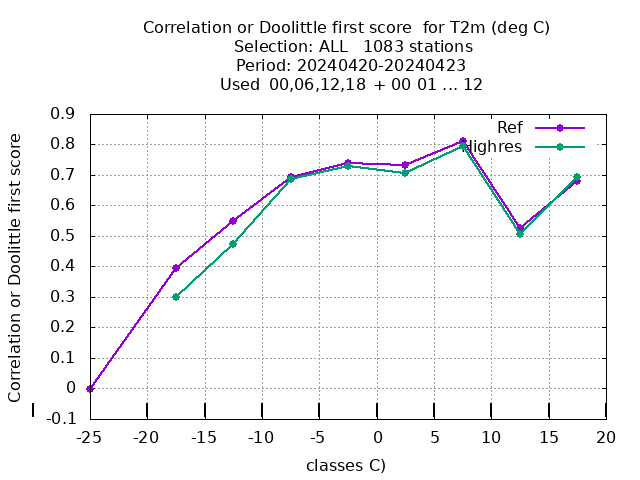 Correlation or Doolittle first score for T2m (deg C)
Selection: ALL 1083 stations
Period: 20240420-20240423
Used 00,06,12,18 + 00 01 ... 12
Ref
Highres
Correlation or Doolittle first score
0.9
0.8
0.7
0.6
0.5
0.4
0.3
0.2
0.1
0
-0.1
-25 -20 -15 -10 -5 0 5 10 15 20
classes C)